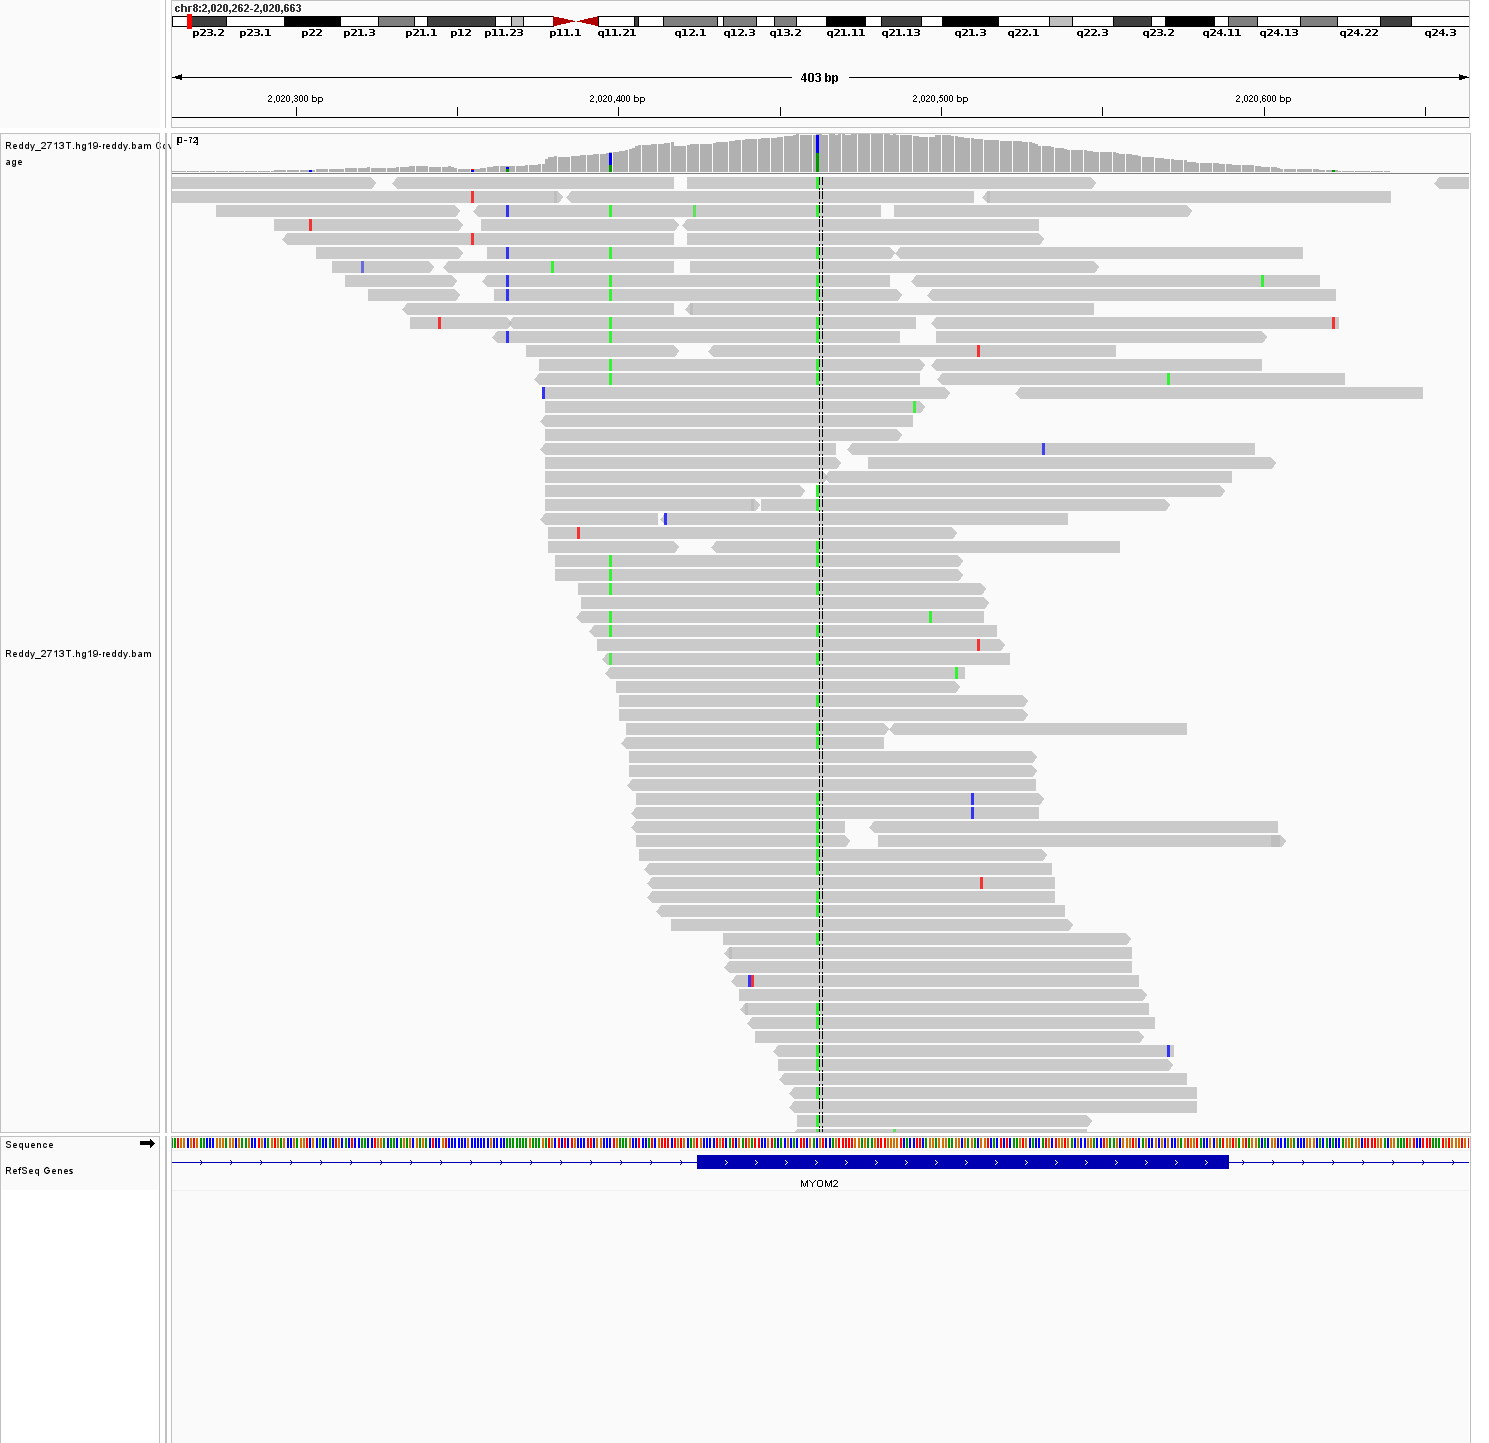 chr8:2,020,262-2,020,663
p23.2 p23.1 p22 p21.3 p21.1 p12 p11.23 p11.1 q11.21 q12.1 q12.3 q13.2 q21.11 q21.13 q21.3 q22.1 q22.3 q23.2 q24.11 q24.13 q24.22 q24.3
403 bp
2,020,300 bp 2,020,400 bp 2,020,500 bp 2,020,600 bp
Reddy_2713T.hg19-reddy.bam Cov
age
[0-72]
Reddy_2713T.hg19-reddy.bam
Sequence
RefSeq Genes
MYOM2